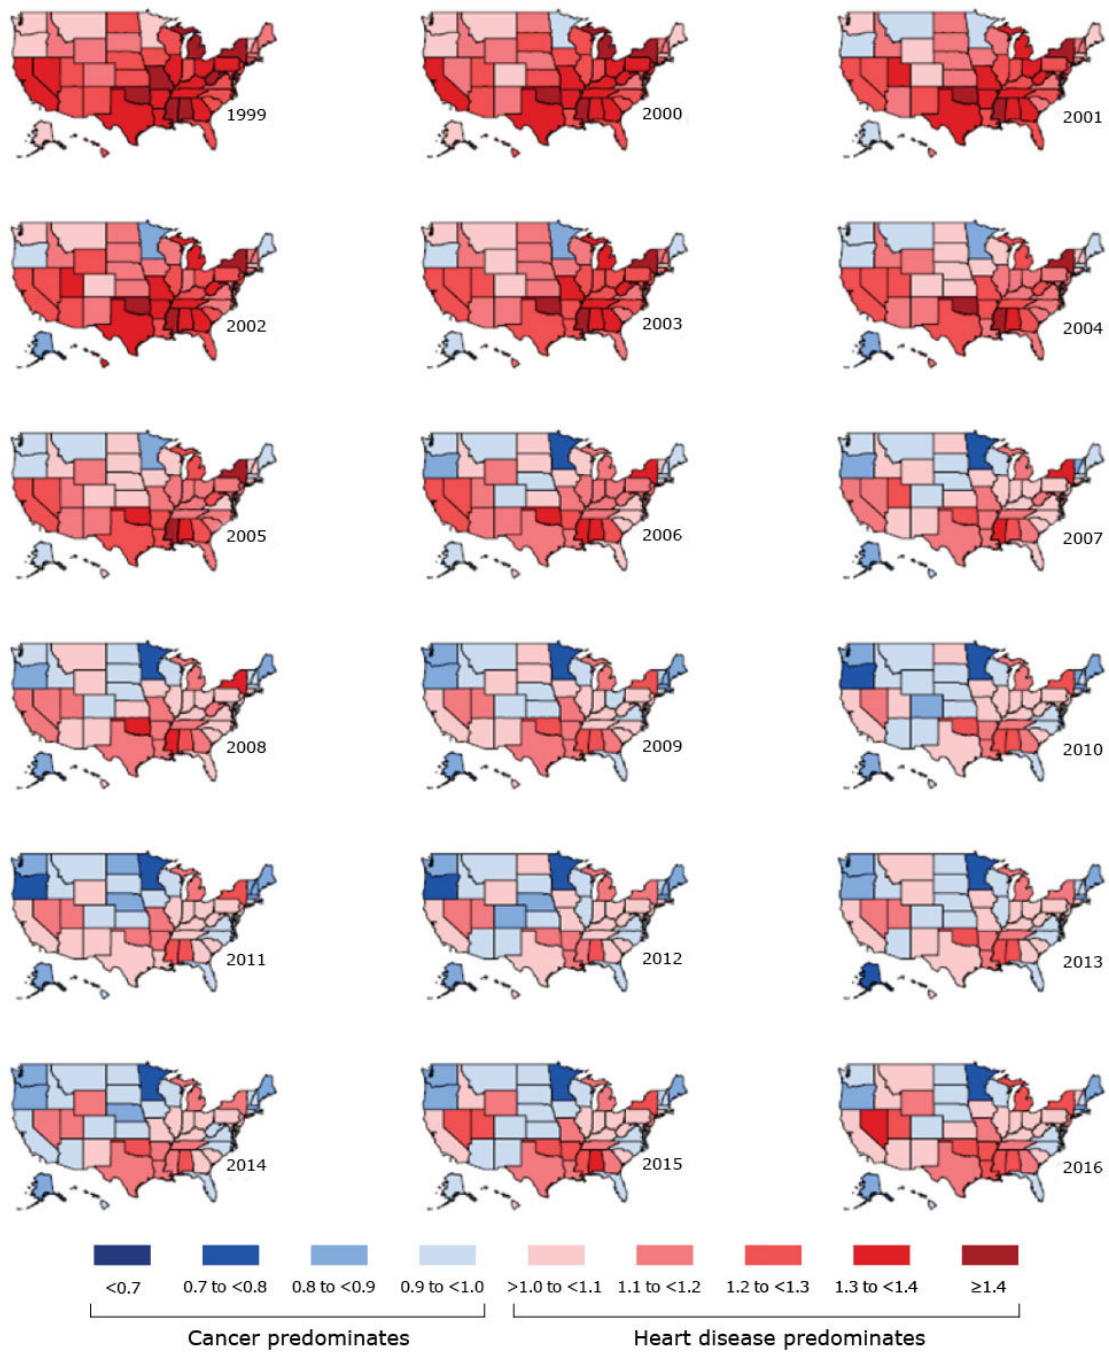 1999
2000
2001
2002
2003
2004
2005
2006
2007
2008
2009
2010
2011
2012
2013
2014
2015
2016
<0.7
0.7 to <0.8
0.8 to <0.9
0.9 to <1.0
>1.0 to <1.1
1.1 to <1.2
1.2 to <1.3
1.3 to <1.4
≥1.4
Cancer predominates
Heart disease predominates